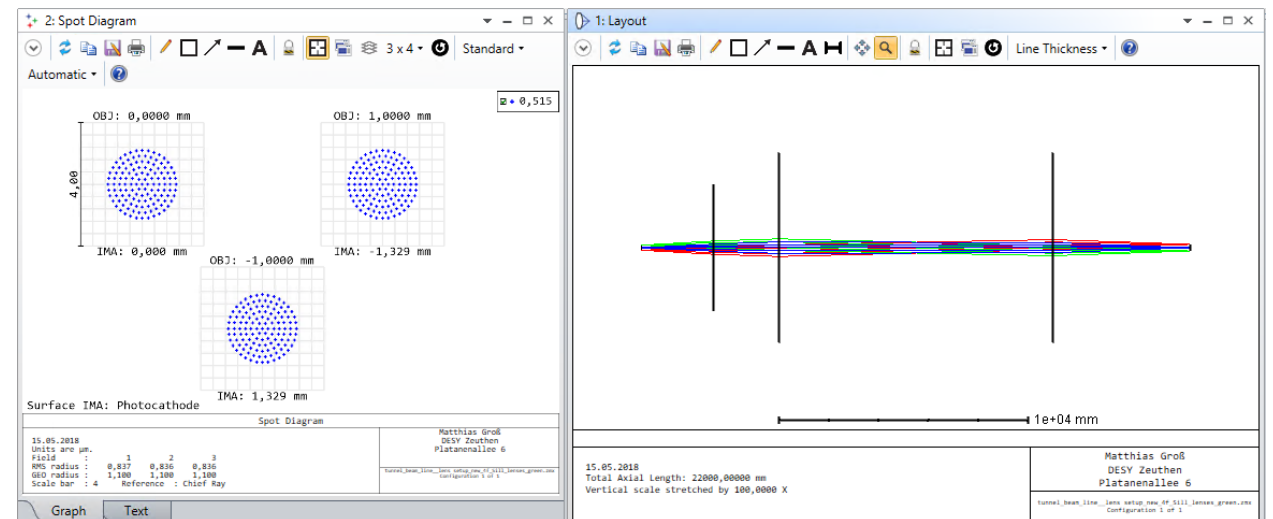 2: Spot Diagram
3 x 4
Standard
Automatic
0,515
OBJ: 0,0000 mm
OBJ: 1,0000 mm
4,00
IMA: 0,000 mm
IMA: -1,329 mm
OBJ: -1,0000 mm
IMA: 1,329 mm
Surface IMA: Photocathode
Spot Diagram
15.05.2018
Units are µm.
Field : 1 2 3
RMS radius : 0,837 0,836 0,836
GEO radius : 1,100 1,100 1,100
Scale bar : 4 Reference : Chief Ray
Matthias Groß
DESY Zeuthen
Platanenallee 6
tunnel_beam_line__lens setup_new_4f_Sill_lenses_green.zmx
Configuration 1 of 1
Graph
Text
1: Layout
Line Thickness
1e+04 mm
15.05.2018
Total Axial Length: 22000,00000 mm
Vertical scale stretched by 100,0000 X
Matthias Groß
DESY Zeuthen
Platanenallee 6
tunnel_beam_line__lens setup_new_4f_Sill_lenses_green.zmx
Configuration 1 of 1